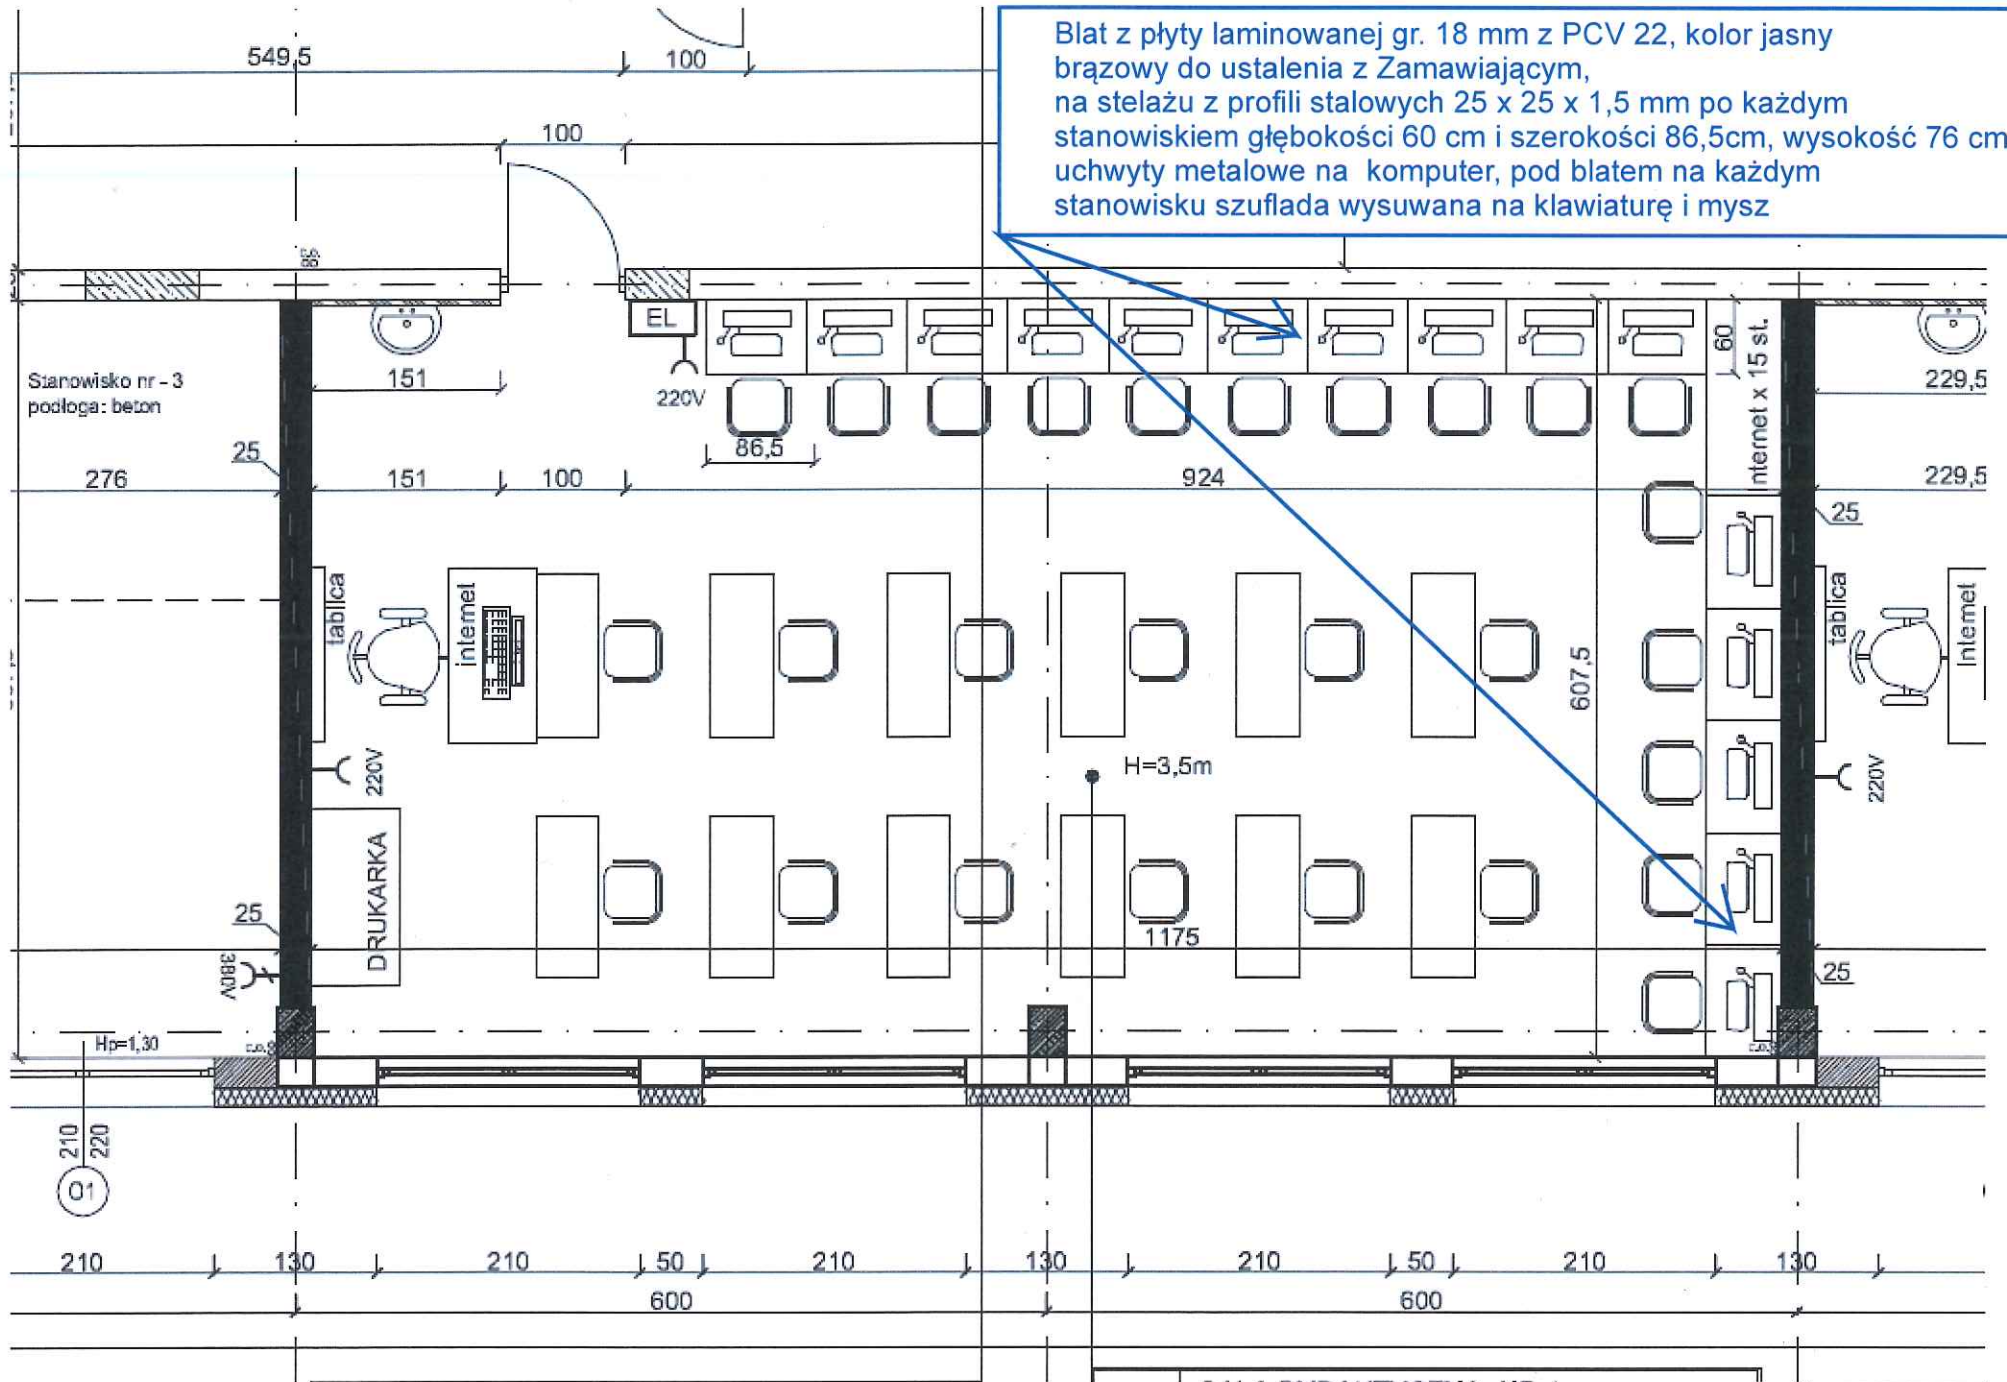 Blat z płyty laminowanej gr. 18 mm z PCV 22, kolor jasny
brązowy do ustalenia z Zamawiającym,
na stelażu z profili stalowych 25 x 25 x 1,5 mm po każdym
stanowiskiem głębokości 60 cm i szerokości 86,5cm, wysokość 76 cm
uchwyty metalowe na komputer, pod blatem na każdym
stanowisku szuflada wysuwana na klawiaturę i mysz
549,5
100
100
EL
220V
151
60
internet x 15 st.
229,5
Stanowisko nr - 3
podłoga: beton
25
86,5
276
151
100
924
229,5
25
tablica
internet
607,5
tablica
Internet
220V
H=3,5m
220V
DRUKARKA
25
1175
380V
25
Hp=1,30
210
220
01
210
130
210
50
210
130
210
50
210
130
600
600